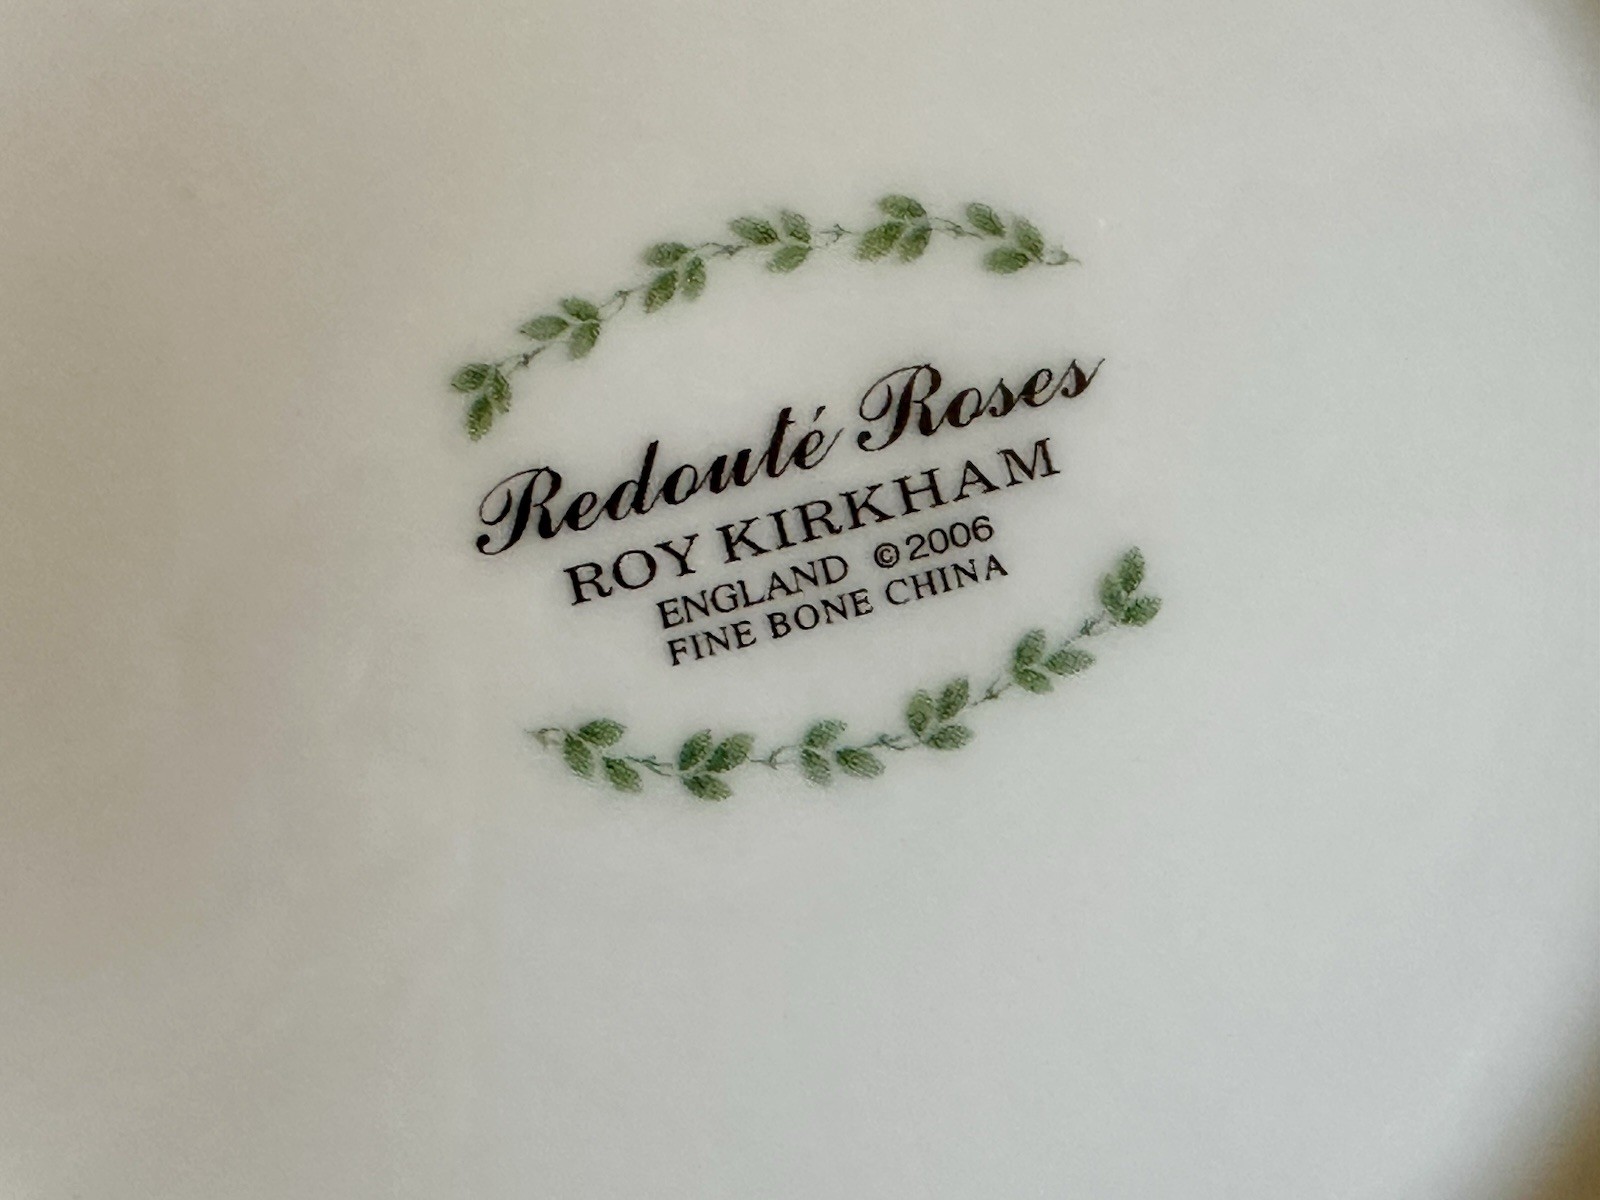 Redouté Roses
ROY KIRKHAM
ENGLAND ©2006
FINE BONE CHINA